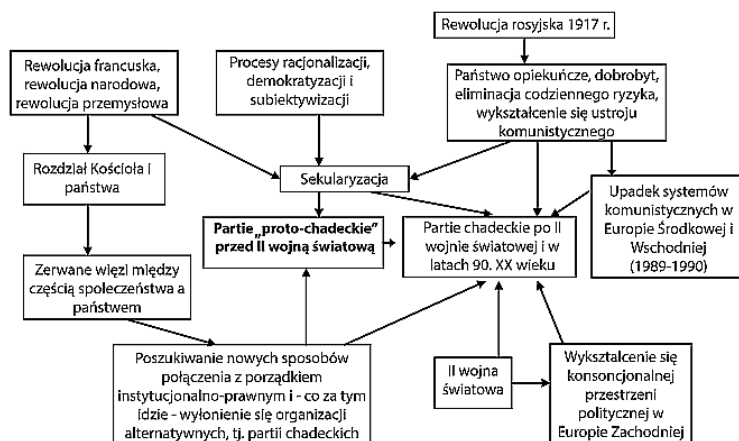 Rewolucja rosyjska 1917 r.
Rewolucja francuska,
rewolucja narodowa,
rewolucja przemysłowa
Procesy racjonalizacji,
demokratyzacji i
subiektywizacji
Państwo opiekuńcze, dobrobyt,
eliminacja codziennego ryzyka,
wykształcenie się ustroju
komunistycznego
Rozdział Kościoła i
państwa
Sekularyzacja
Upadek systemów
komunistycznych w
Europie Środkowej i
Wschodniej
(1989-1990)
Partie „proto-chadeckie”
przed II wojną światową
Partie chadeckie po II
wojnie światowej i w
latach 90. XX wieku
Zerwane więzi między
częścią społeczeństwa a
państwem
Poszukiwanie nowych sposobów
połączenia z porządkiem
instytucjonalno-prawnym i - co za tym
idzie - wyłonienie się organizacji
alternatywnych, tj. partii chadeckich
II wojna
światowa
Wykształcenie się
konsoncjonalnej
przestrzeni
politycznej w
Europie Zachodniej